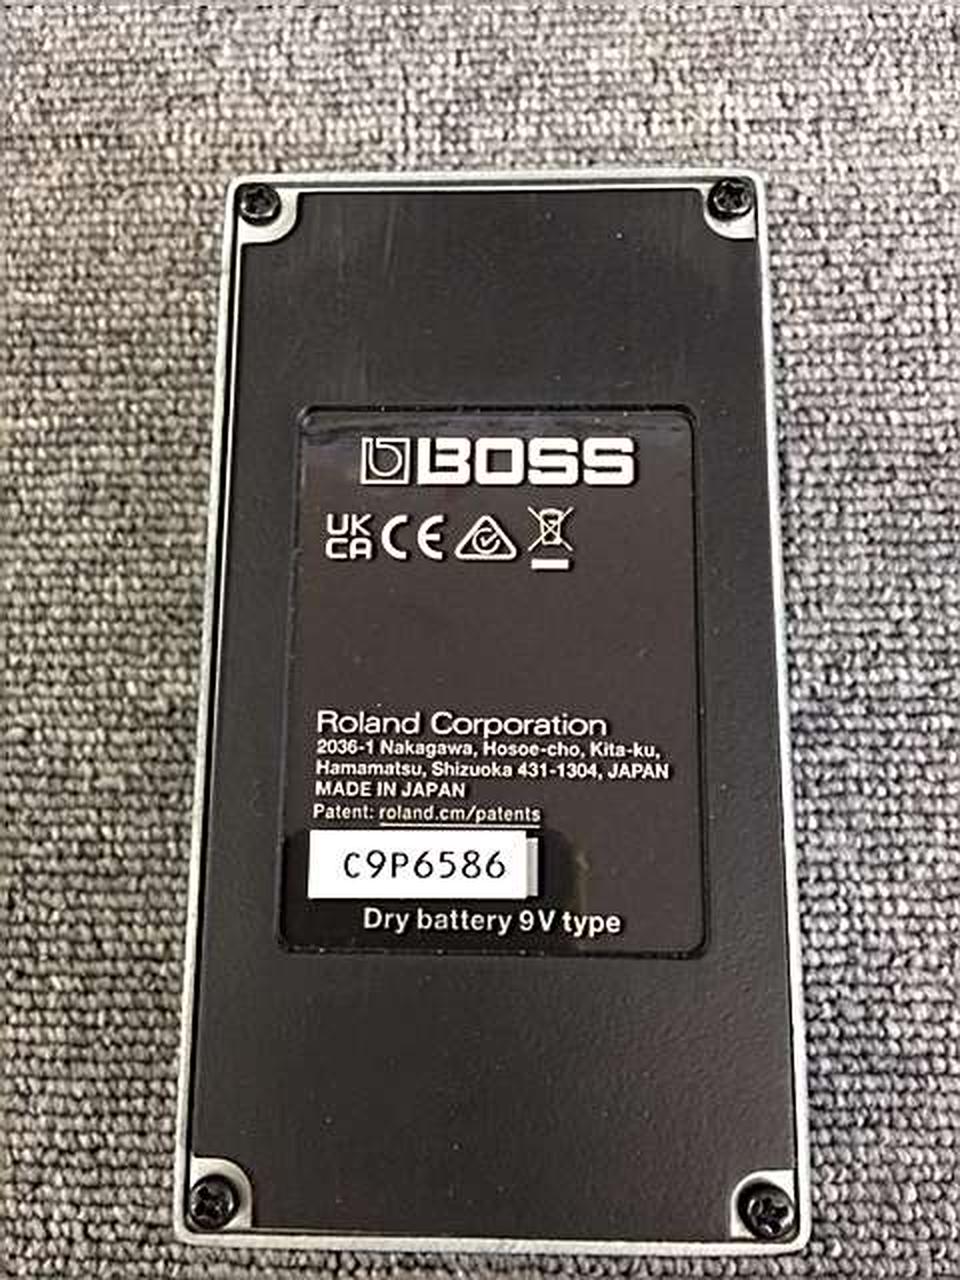 BOSS
UK
CA CE
Roland Corporation
2036-1 Nakagawa, Hosoe-cho, Kita-ku,
Hamamatsu, Shizuoka 431-1304, JAPAN
MADE IN JAPAN
Patent: roland.cm/patents
C9P6586
Dry battery 9V type